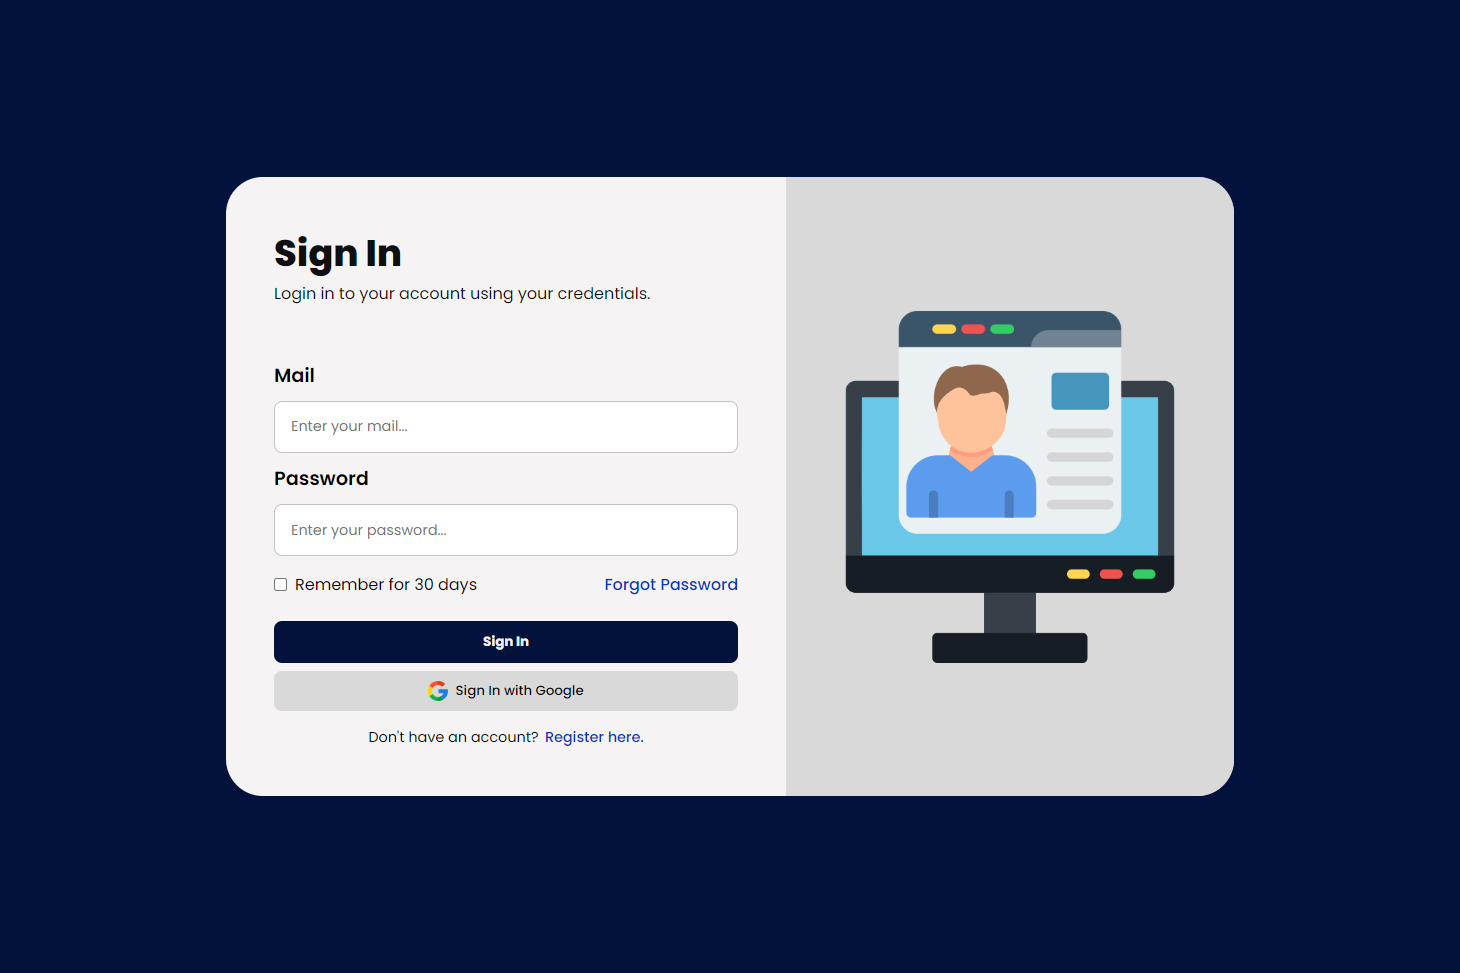 Sign In
Login in to your account using your credentials.
Mail
Enter your mail...
Password
Enter your password...
Remember for 30 days
Forgot Password
Sign In
Sign In with Google
Don't have an account? Register here.